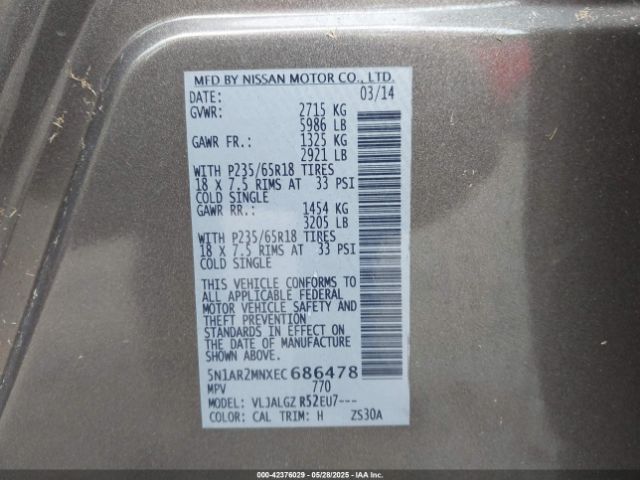 MFD BY NISSAN MOTOR CO., LTD.
DATE: 03/14
GVWR: 2715 KG
5986 LB
GAWR FR.: 1325 KG
2921 LB
WITH P235/65R18 TIRES
18 X 7.5 RIMS AT 33 PSI
COLD SINGLE
GAWR RR.: 1454 KG
3205 LB
WITH P235/65R18 TIRES
18 X 7.5 RIMS AT 33 PSI
COLD SINGLE
THIS VEHICLE CONFORMS TO
ALL APPLICABLE FEDERAL
MOTOR VEHICLE SAFETY AND
THEFT PREVENTION
STANDARDS IN EFFECT ON
THE DATE OF MANUFACTURE
SHOWN ABOVE.
5N1AR2MNXEC686478
MPV 770
MODEL: VLJALGZ R52EU7---
COLOR: CAL TRIM: H ZS30A
000-42376029 - 05/28/2025 - IAAI.COM